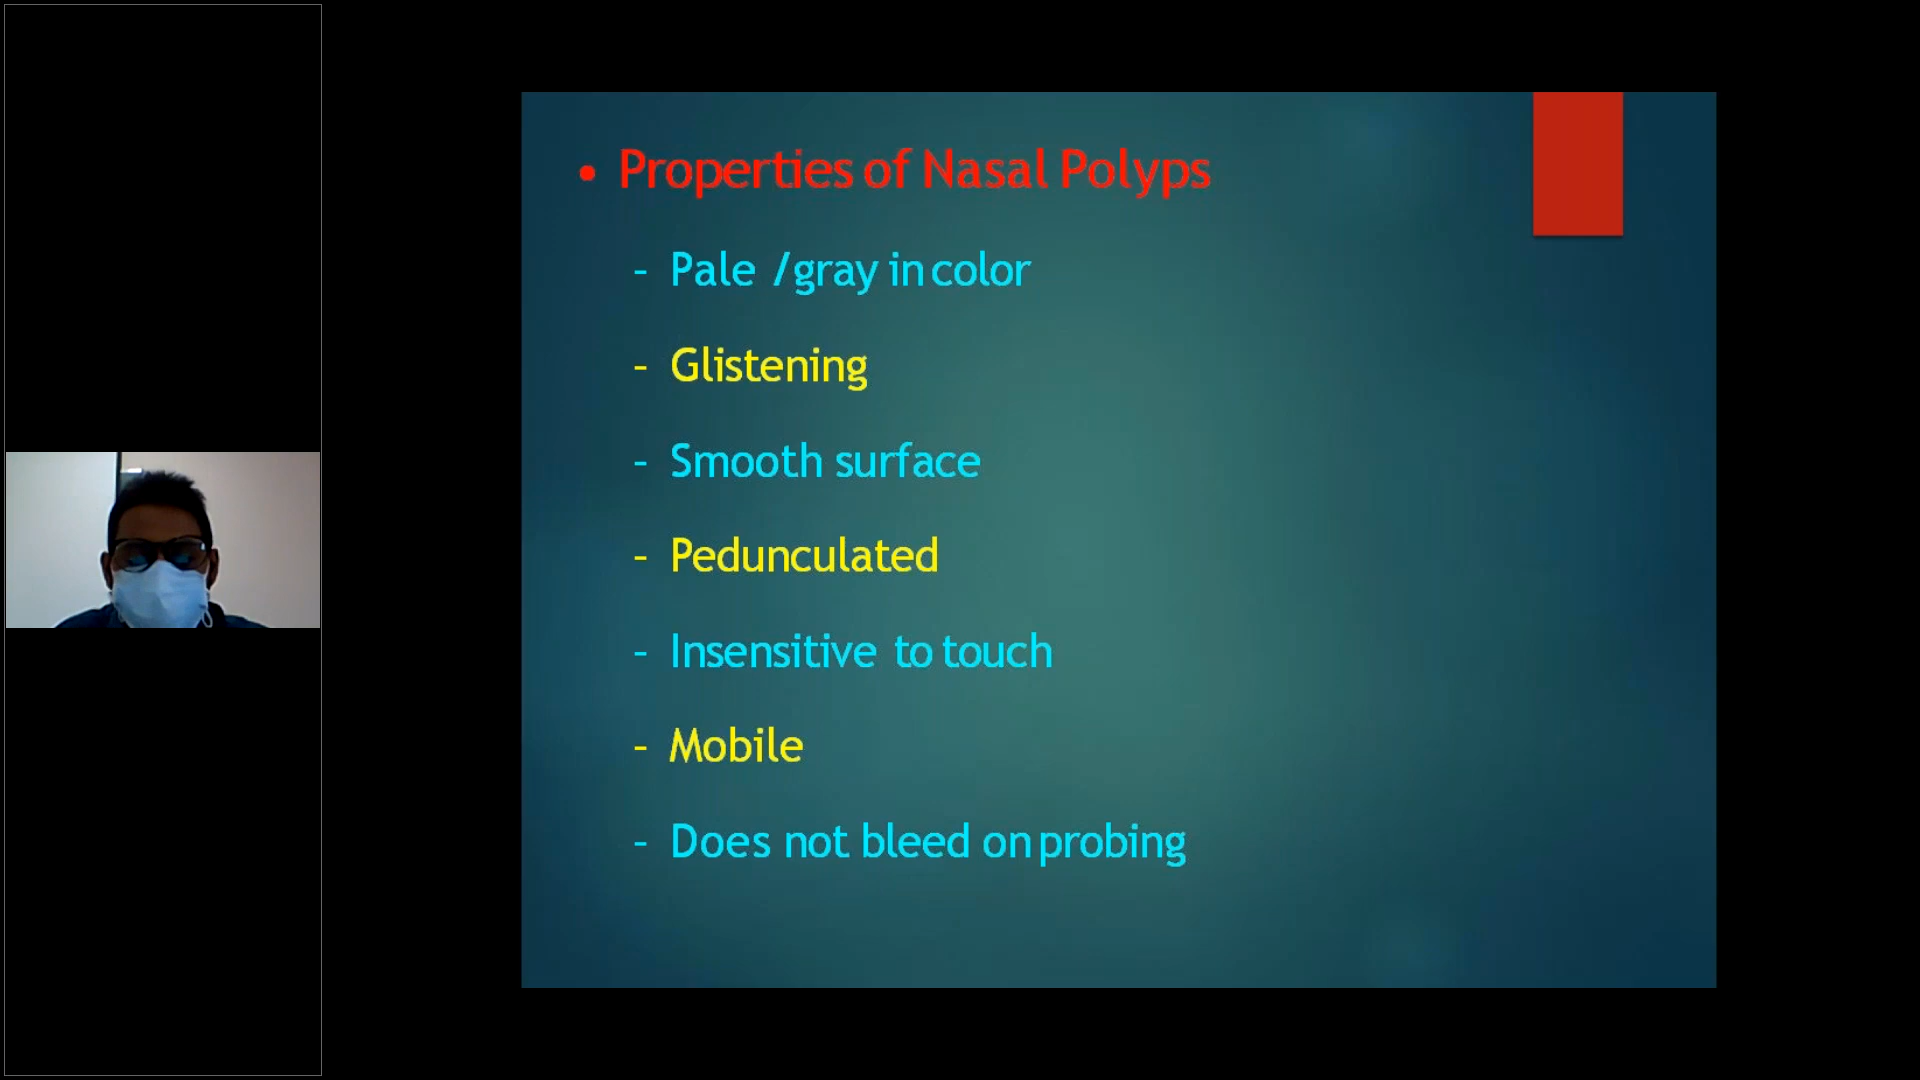 • Properties of Nasal Polyps
– Pale /gray in color
– Glistening
– Smooth surface
– Pedunculated
– Insensitive to touch
– Mobile
– Does not bleed on probing